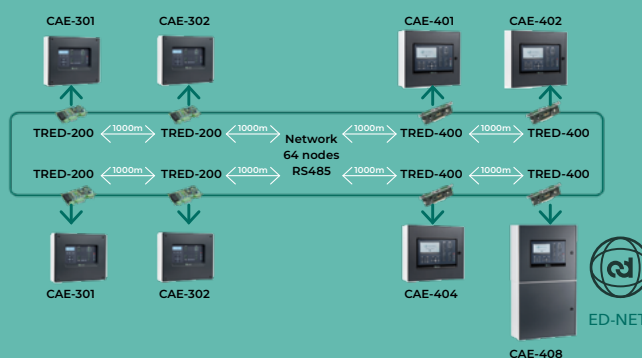 CAE-301 CAE-302 CAE-401 CAE-402
TRED-200 1000m TRED-200 1000m Network 1000m TRED-400 1000m TRED-400
64 nodes
TRED-200 1000m TRED-200 1000m RS485 1000m TRED-400 1000m TRED-400
CAE-301 CAE-302 CAE-404
ED-NET
CAE-408